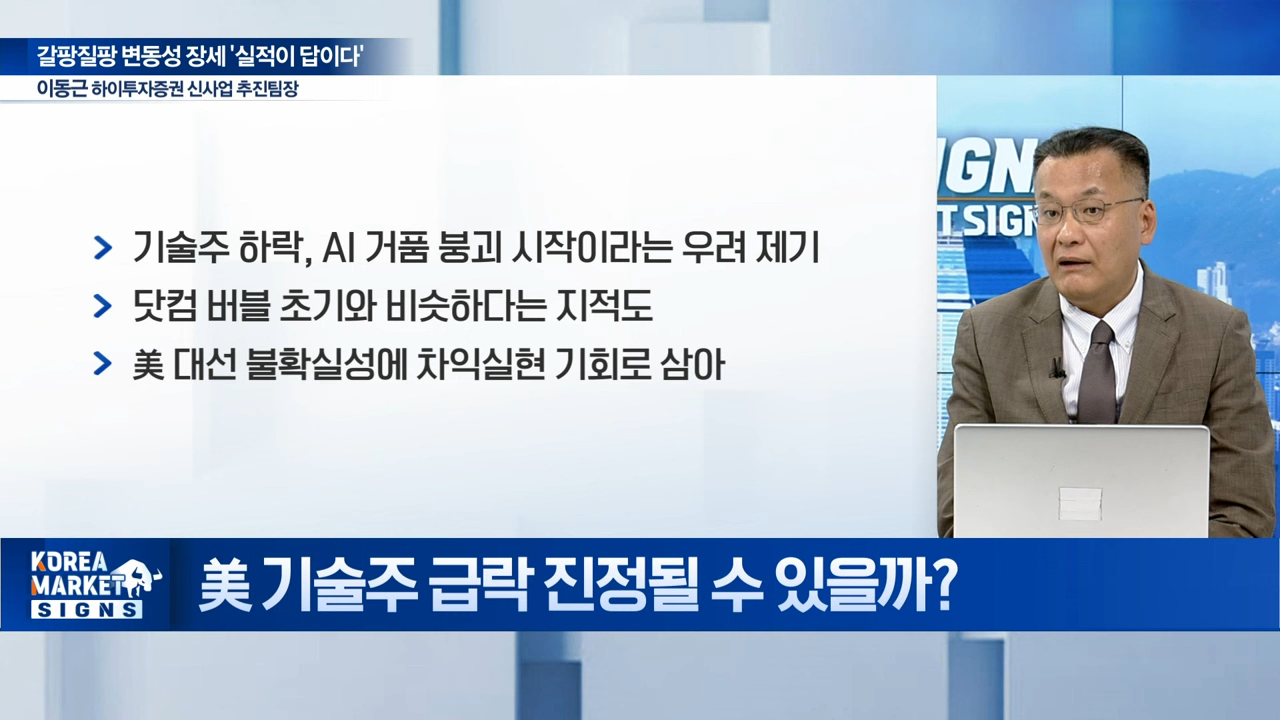 갈팡질팡 변동성 장세 '실적이 답이다'
이동근 하이투자증권 신사업 추진팀장
기술주 하락, AI 거품 붕괴 시작이라는 우려 제기
닷컴 버블 초기와 비슷하다는 지적도
美 대선 불확실성에 차익실현 기회로 삼아
IGN
T SIGN
KOREA
MARKET
SIGNS
美 기술주 급락 진정될 수 있을까?